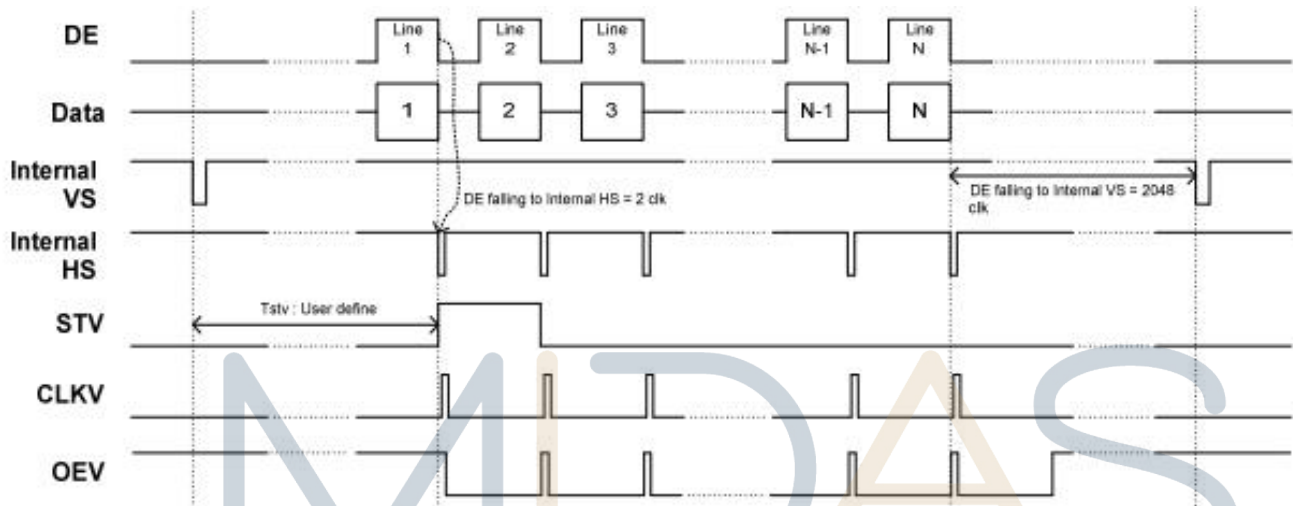 DE
Line
1
Line
2
Line
3
Line
N-1
Line
N
Data
1
2
3
N-1
N
Internal
VS
DE falling to Internal HS = 2 clk
DE falling to Internal VS = 2048
clk
Internal
HS
Tstv : User define
STV
CLKV
OEV
MIDAS